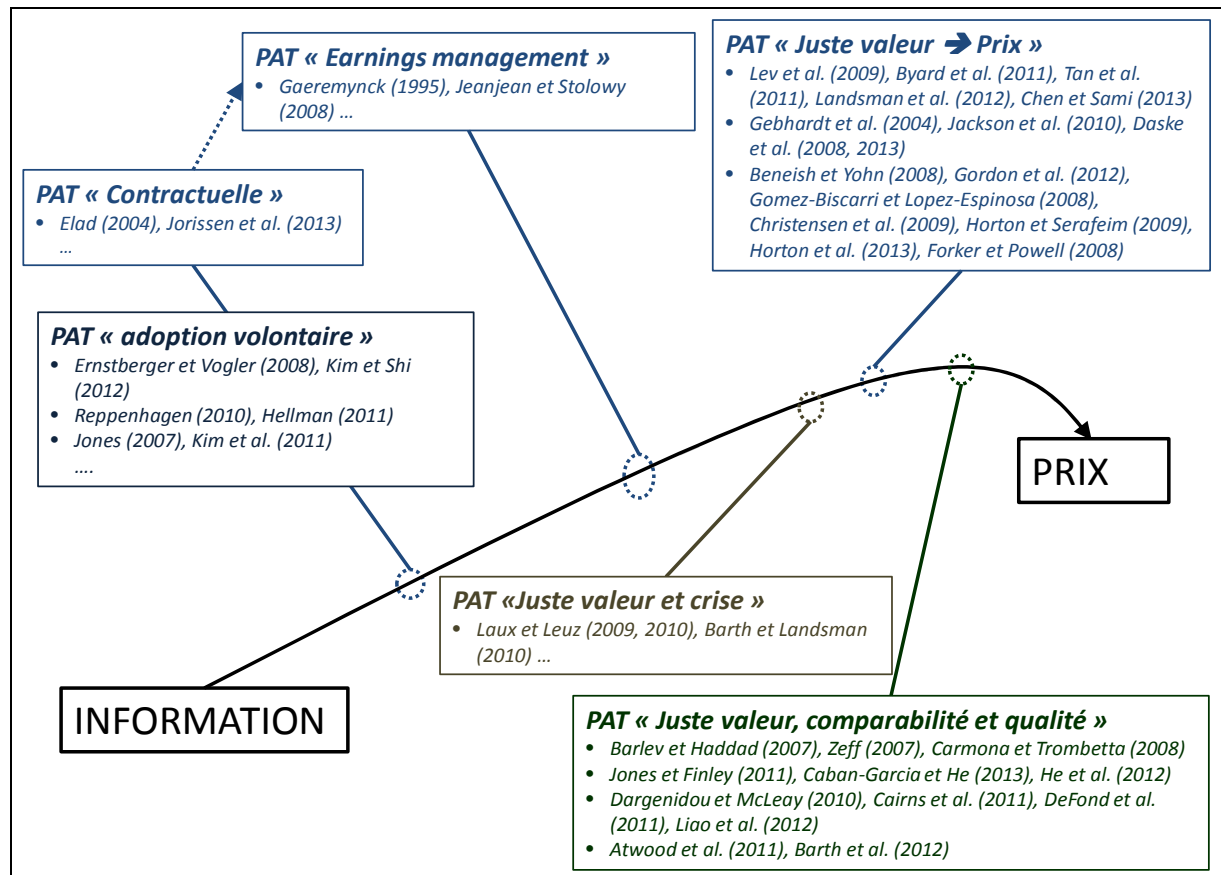 PAT « Earnings management »
• Gaeremynck (1995), Jeanjean et Stolowy
(2008) …
PAT « Juste valeur ➔ Prix »
• Lev et al. (2009), Byard et al. (2011), Tan et al.
(2011), Landsman et al. (2012), Chen et Sami (2013)
• Gebhardt et al. (2004), Jackson et al. (2010), Daske
et al. (2008, 2013)
• Beneish et Yohn (2008), Gordon et al. (2012),
Gomez-Biscarri et Lopez-Espinosa (2008),
Christensen et al. (2009), Horton et Serafeim (2009),
Horton et al. (2013), Forker et Powell (2008)
PAT « Contractuelle »
• Elad (2004), Jorissen et al. (2013)
…
PAT « adoption volontaire »
• Ernstberger et Vogler (2008), Kim et Shi
(2012)
• Reppenhagen (2010), Hellman (2011)
• Jones (2007), Kim et al. (2011)
….
PRIX
PAT «Juste valeur et crise »
• Laux et Leuz (2009, 2010), Barth et Landsman
(2010) …
INFORMATION
PAT « Juste valeur, comparabilité et qualité »
• Barlev et Haddad (2007), Zeff (2007), Carmona et Trombetta (2008)
• Jones et Finley (2011), Caban-Garcia et He (2013), He et al. (2012)
• Dargenidou et McLeay (2010), Cairns et al. (2011), DeFond et al.
(2011), Liao et al. (2012)
• Atwood et al. (2011), Barth et al. (2012)